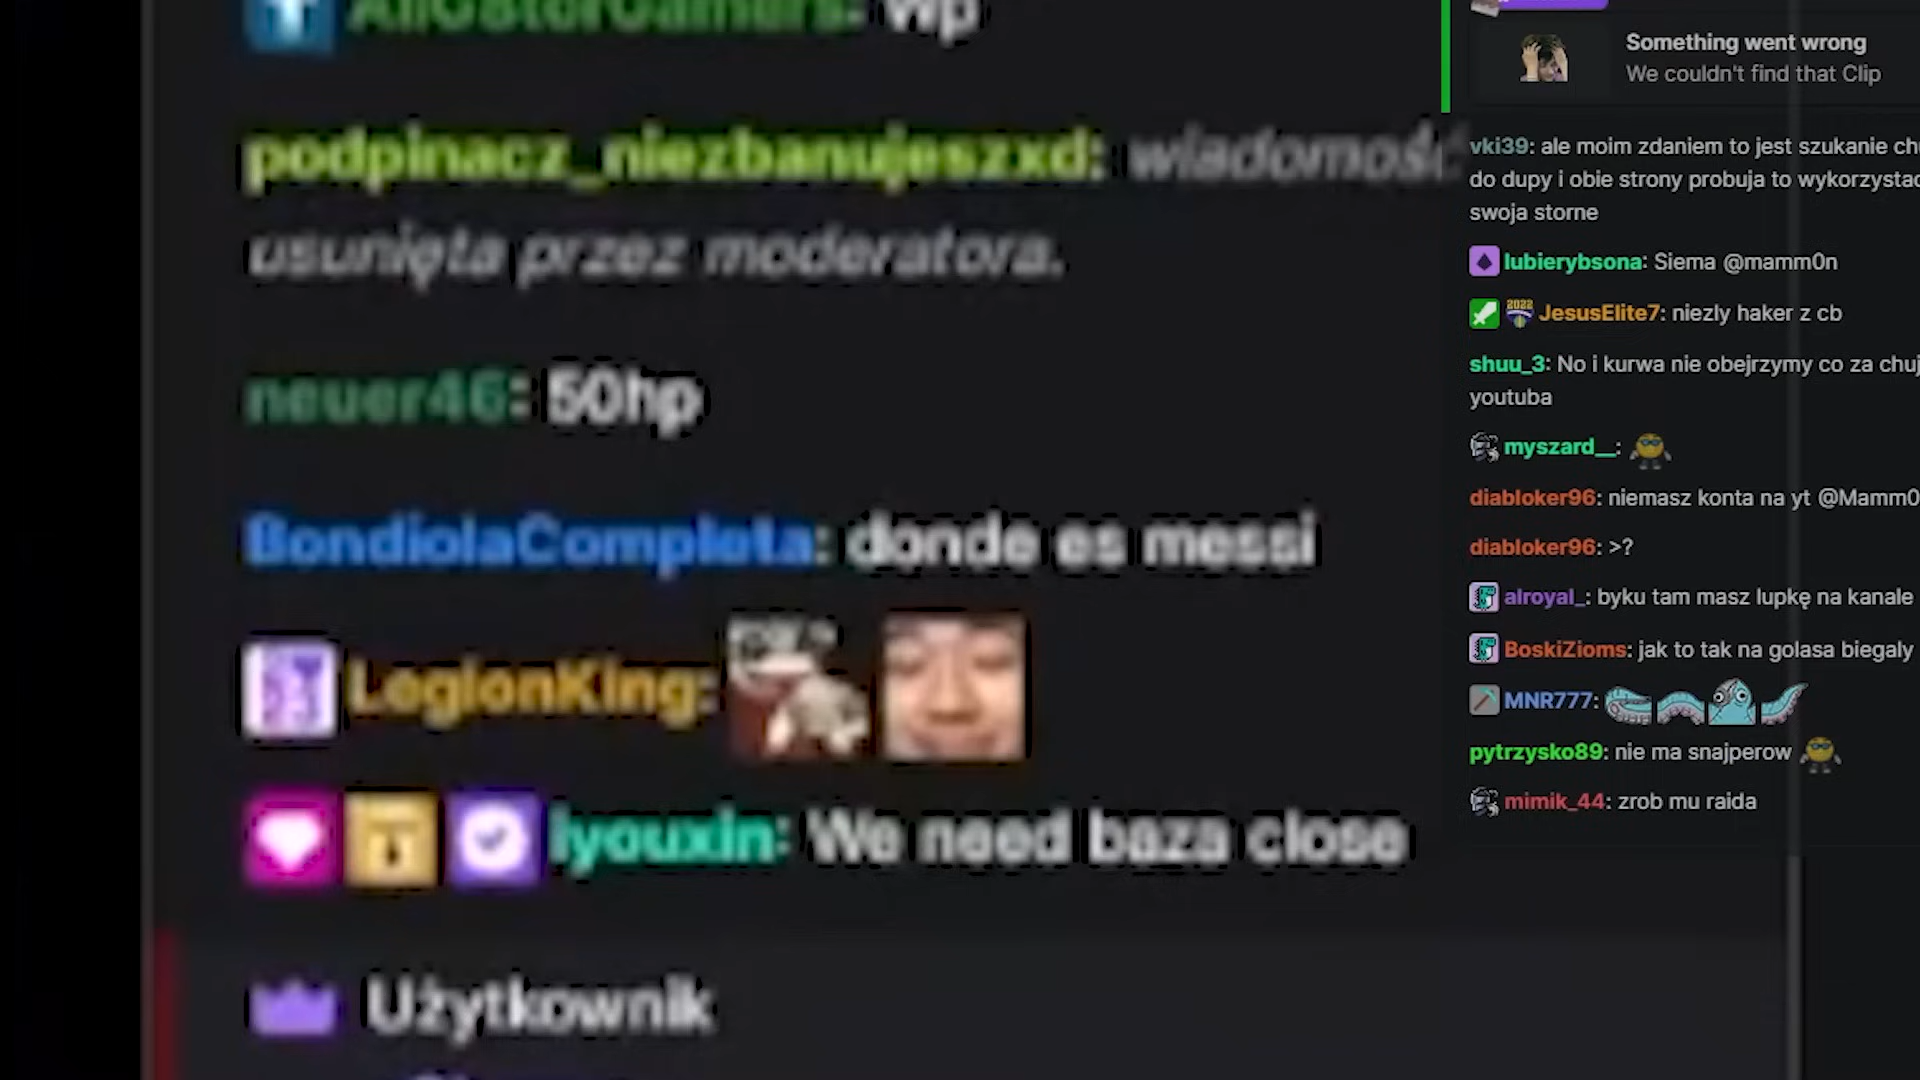 wp
podpinacz_niezbanujeszxd: wiadomość
usunięta przez moderatora.
neuer46: 50hp
BondiolaCompleta: donde es messi
LegionKing:
iyouxin: We need baza close
Użytkownik
Something went wrong
We couldn't find that Clip
vki39: ale moim zdaniem to jest szukanie
do dupy i obie strony probuja to wykorzystac
swoja storne
lubierybsona: Siema @mamm0n
2022
JesusElite7: niezly haker z cb
shuu_3: No i kurwa nie obejrzymy co za chuj
youtuba
myszard__:
diabloker96: niemasz konta na yt @Mamm0
diabloker96: >?
alroyal_: byku tam masz lupkę na kanale
BoskiZioms: jak to tak na golasa biegaly
MNR777:
pytrzysko89: nie ma snajperow
mimik_44: zrob mu raida